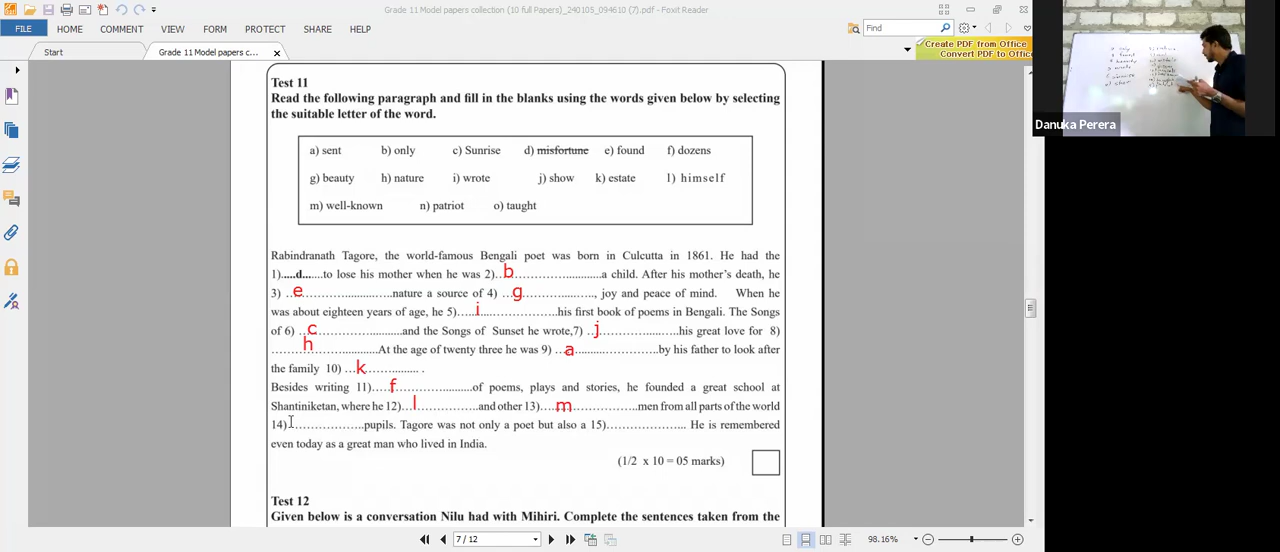 Grade 11 Model papers collection (10 full Papers)_240105_094610 (7).pdf - Foxit Reader
FILE HOME COMMENT VIEW FORM PROTECT SHARE HELP
Find
Start Grade 11 Model papers c...
Create PDF from Office
Convert PDF to Office
Danuka Perera
Test 11
Read the following paragraph and fill in the blanks using the words given below by selecting
the suitable letter of the word.
a) sent b) only c) Sunrise d) misfortune e) found f) dozens
g) beauty h) nature i) wrote j) show k) estate l) himself
m) well-known n) patriot o) taught
Rabindranath Tagore, the world-famous Bengali poet was born in Culcutta in 1861. He had the
1).....d.......to lose his mother when he was 2)..b..........................a child. After his mother's death, he
3) ..e.......................nature a source of 4) ..g....................., joy and peace of mind. When he
was about eighteen years of age, he 5).....i.........................his first book of poems in Bengali. The Songs
of 6) ...c..........................and the Songs of Sunset he wrote,7) ..j......................his great love for 8)
.........h.....................At the age of twenty three he was 9) ...a............................by his father to look after
the family 10) ...k.................. .
Besides writing 11).....f..........................of poems, plays and stories, he founded a great school at
Shantiniketan, where he 12)...l....................and other 13)....m........................men from all parts of the world
14)......................pupils. Tagore was not only a poet but also a 15)...................... He is remembered
even today as a great man who lived in India.
(1/2 x 10 = 05 marks)
Test 12
Given below is a conversation Nilu had with Mihiri. Complete the sentences taken from the
7 / 12
98.16%